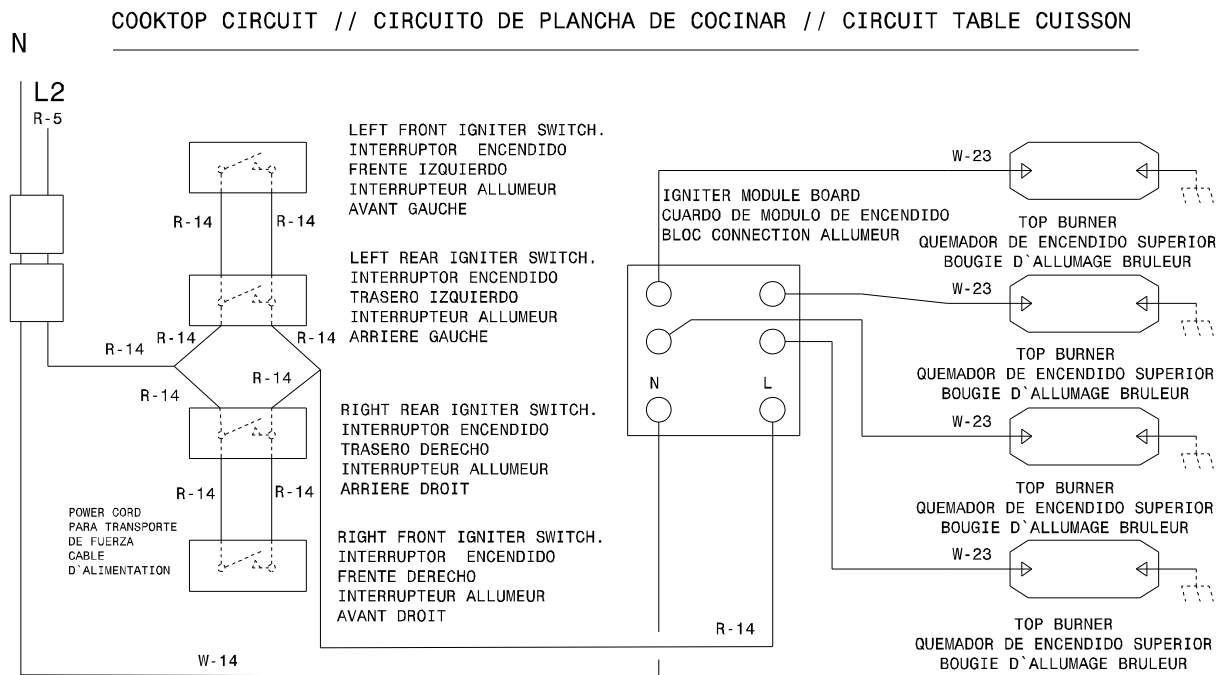 COOKTOP CIRCUIT // CIRCUITO DE PLANCHA DE COCINAR // CIRCUIT TABLE CUISSON
N
L2
R-5
LEFT FRONT IGNITER SWITCH.
INTERRUPTOR ENCENDIDO
FRENTE IZQUIERDO
INTERRUPTEUR ALLUMEUR
AVANT GAUCHE
R-14
R-14
LEFT REAR IGNITER SWITCH.
INTERRUPTOR ENCENDIDO
TRASERO IZQUIERDO
INTERRUPTEUR ALLUMEUR
ARRIERE GAUCHE
R-14
R-14
R-14
R-14
R-14
RIGHT REAR IGNITER SWITCH.
INTERRUPTOR ENCENDIDO
TRASERO DERECHO
INTERRUPTEUR ALLUMEUR
ARRIERE DROIT
R-14
R-14
POWER CORD
PARA TRANSPORTE
DE FUERZA
CABLE
D`ALIMENTATION
RIGHT FRONT IGNITER SWITCH.
INTERRUPTOR ENCENDIDO
FRENTE DERECHO
INTERRUPTEUR ALLUMEUR
AVANT DROIT
W-14
R-14
IGNITER MODULE BOARD
CUARDO DE MODULO DE ENCENDIDO
BLOC CONNECTION ALLUMEUR
N
L
W-23
TOP BURNER
QUEMADOR DE ENCENDIDO SUPERIOR
BOUGIE D`ALLUMAGE BRULEUR
W-23
TOP BURNER
QUEMADOR DE ENCENDIDO SUPERIOR
BOUGIE D`ALLUMAGE BRULEUR
W-23
TOP BURNER
QUEMADOR DE ENCENDIDO SUPERIOR
BOUGIE D`ALLUMAGE BRULEUR
W-23
TOP BURNER
QUEMADOR DE ENCENDIDO SUPERIOR
BOUGIE D`ALLUMAGE BRULEUR